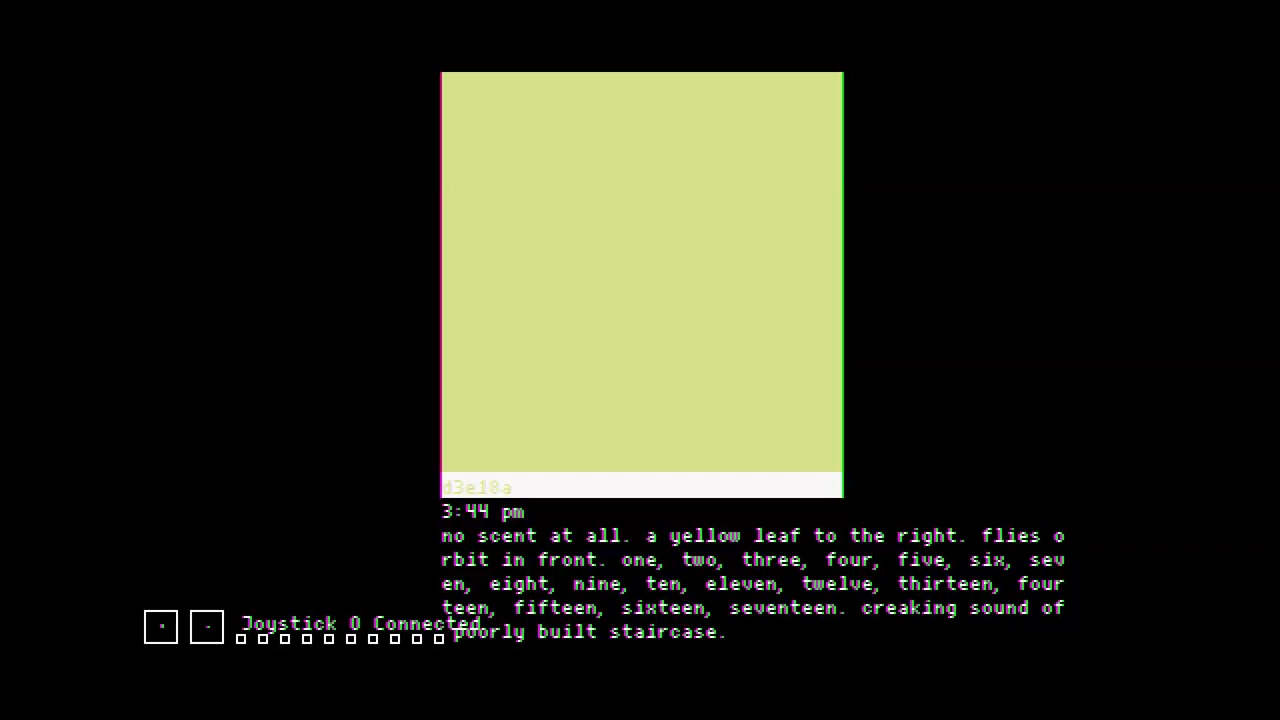 d3e18a
3:44 pm
no scent at all. a yellow leaf to the right. flies o
rbit in front. one, two, three, four, five, six, sev
en, eight, nine, ten, eleven, twelve, thirteen, four
teen, fifteen, sixteen, seventeen. creaking sound of
poorly built staircase.
Joystick 0 Connected